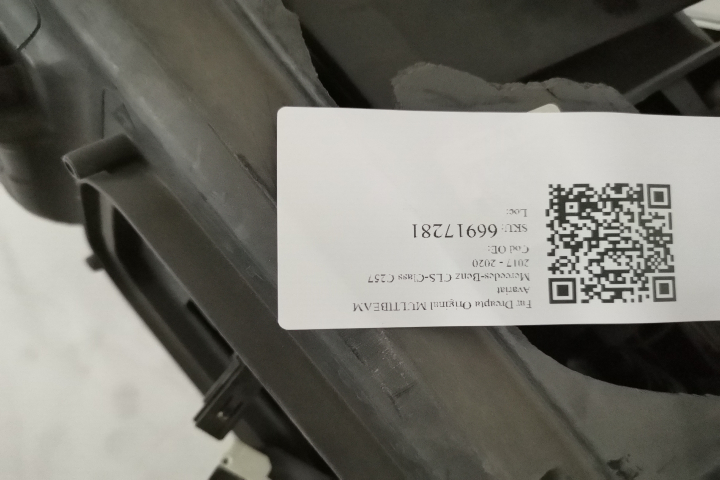 Far Dreapta Original MULTIBEAM
Avariat
Mercedes-Benz CLS-Class C257
2017 - 2020
Cod OE:
SKU: 66917281
Loc: